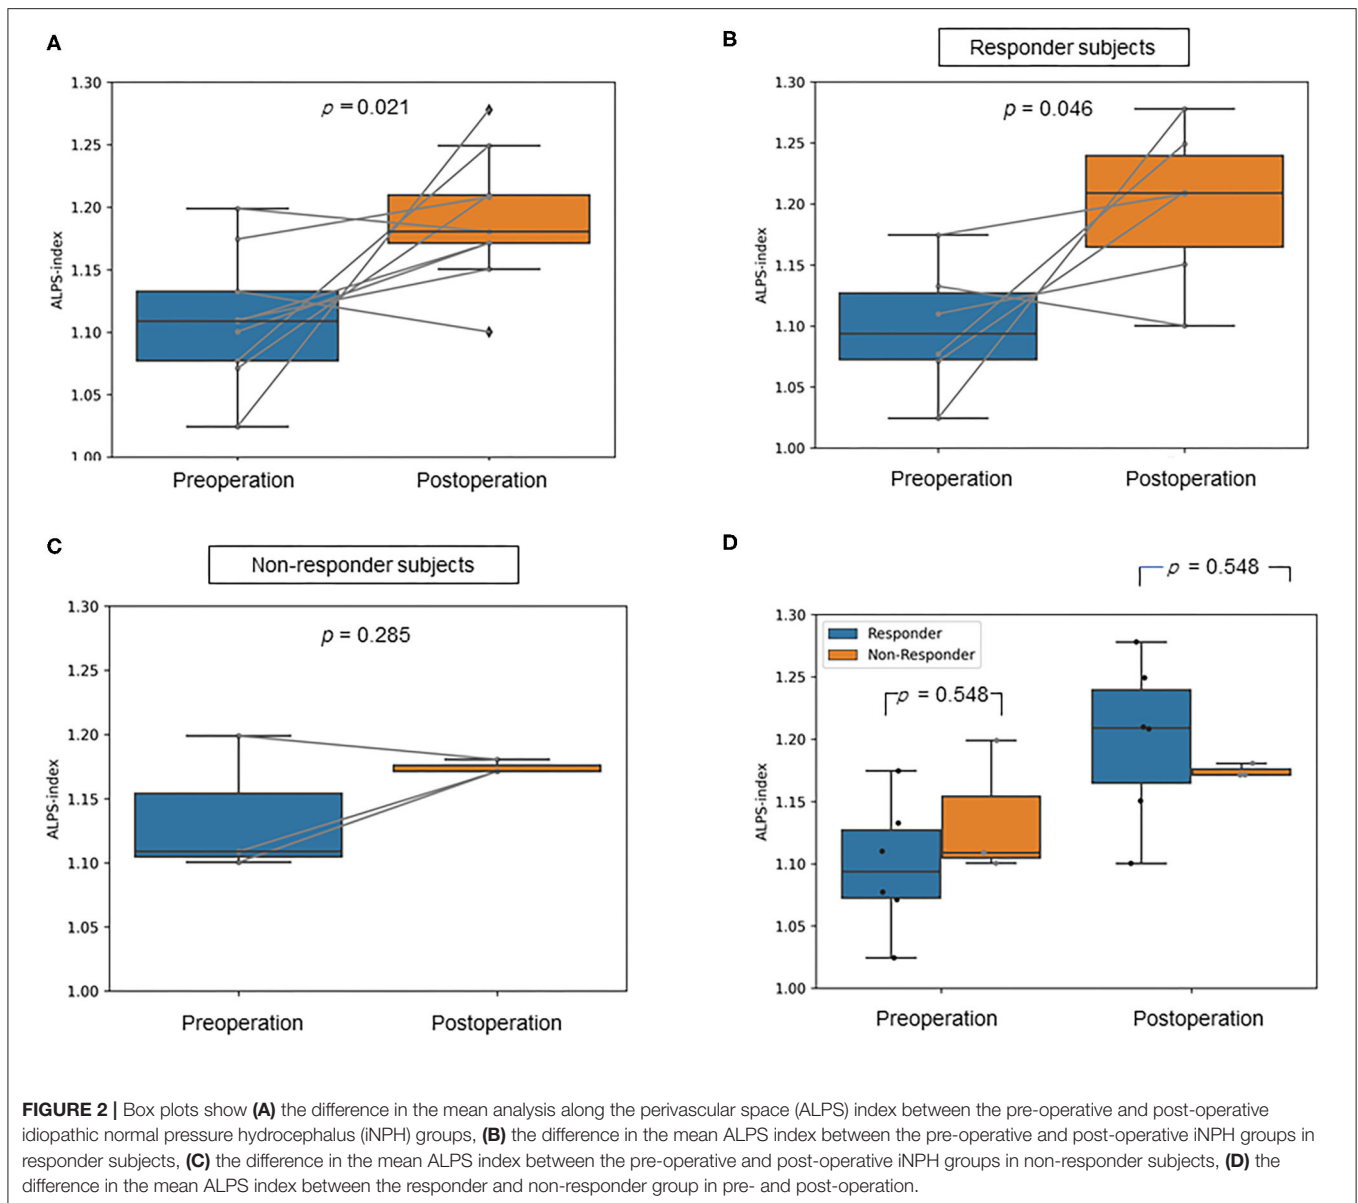 A
p = 0.021
1.30
1.25
1.20
1.15
1.10
1.05
1.00
ALPS-index
Preoperation
Postoperation
B
Responder subjects
p = 0.046
1.30
1.25
1.20
1.15
1.10
1.05
1.00
ALPS-index
Preoperation
Postoperation
C
Non-responder subjects
p = 0.285
1.30
1.25
1.20
1.15
1.10
1.05
1.00
ALPS-index
Preoperation
Postoperation
D
p = 0.548
Responder
Non-Responder
p = 0.548
1.30
1.25
1.20
1.15
1.10
1.05
1.00
ALPS-index
Preoperation
Postoperation
FIGURE 2 | Box plots show (A) the difference in the mean analysis along the perivascular space (ALPS) index between the pre-operative and post-operative
idiopathic normal pressure hydrocephalus (iNPH) groups, (B) the difference in the mean ALPS index between the pre-operative and post-operative iNPH groups in
responder subjects, (C) the difference in the mean ALPS index between the pre-operative and post-operative iNPH groups in non-responder subjects, (D) the
difference in the mean ALPS index between the responder and non-responder group in pre- and post-operation.